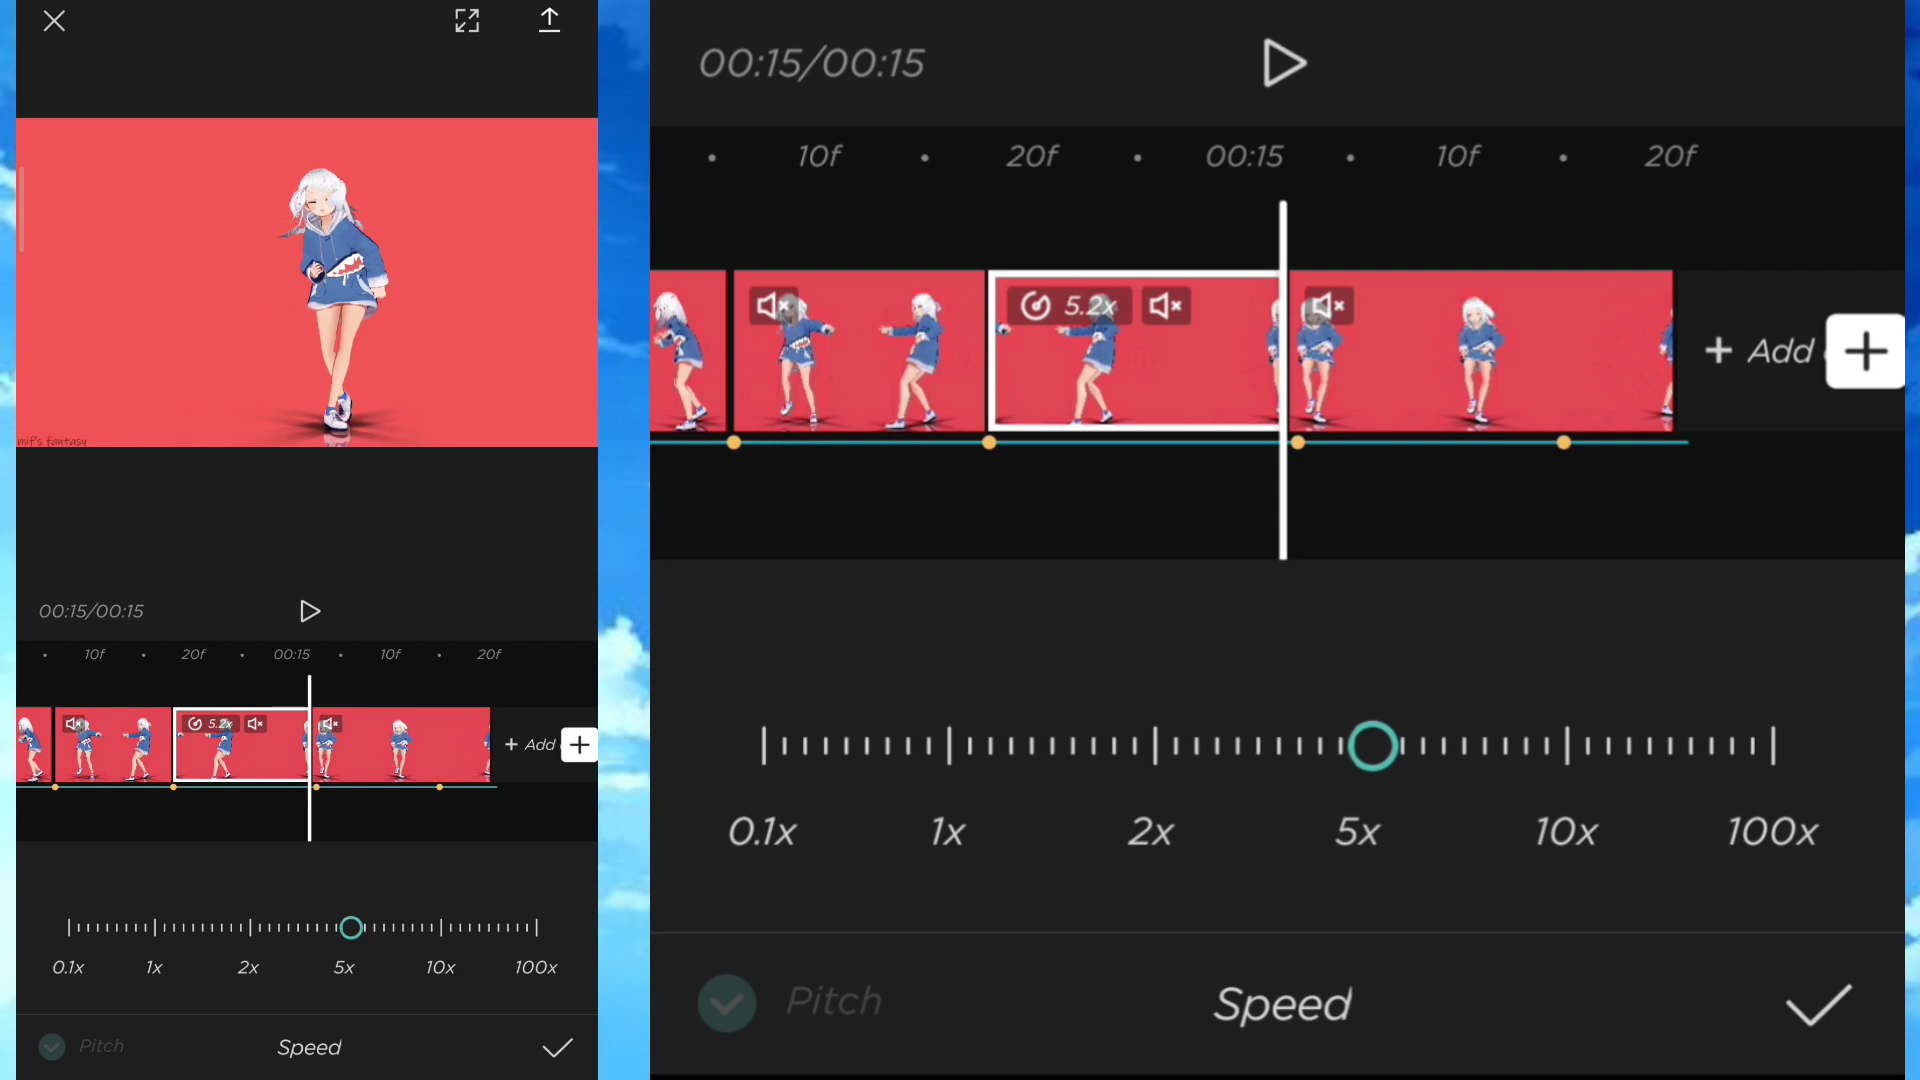 mif's fantasy
00:15/00:15
10f 20f 00:15 10f 20f
5.2x
+ Add
+
0.1x 1x 2x 5x 10x 100x
Pitch Speed
00:15/00:15
10f 20f 00:15 10f 20f
5.2x
+ Add
+
0.1x 1x 2x 5x 10x 100x
Pitch Speed